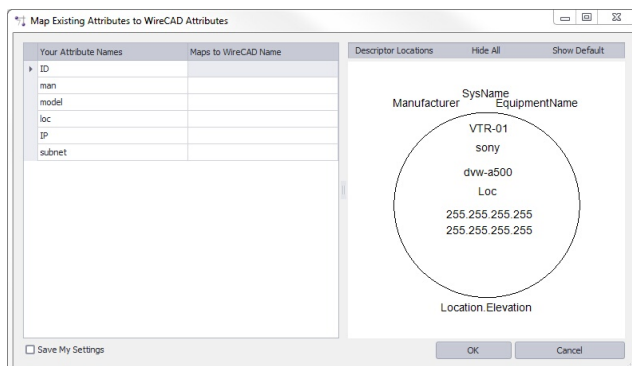 Map Existing Attributes to WireCAD Attributes
Your Attribute Names Maps to WireCAD Name
ID
man
model
loc
IP
subnet
Save My Settings
Descriptor Locations Hide All Show Default
SysName
Manufacturer EquipmentName
VTR-01
sony
dvw-a500
Loc
255.255.255.255
255.255.255.255
Location.Elevation
OK Cancel